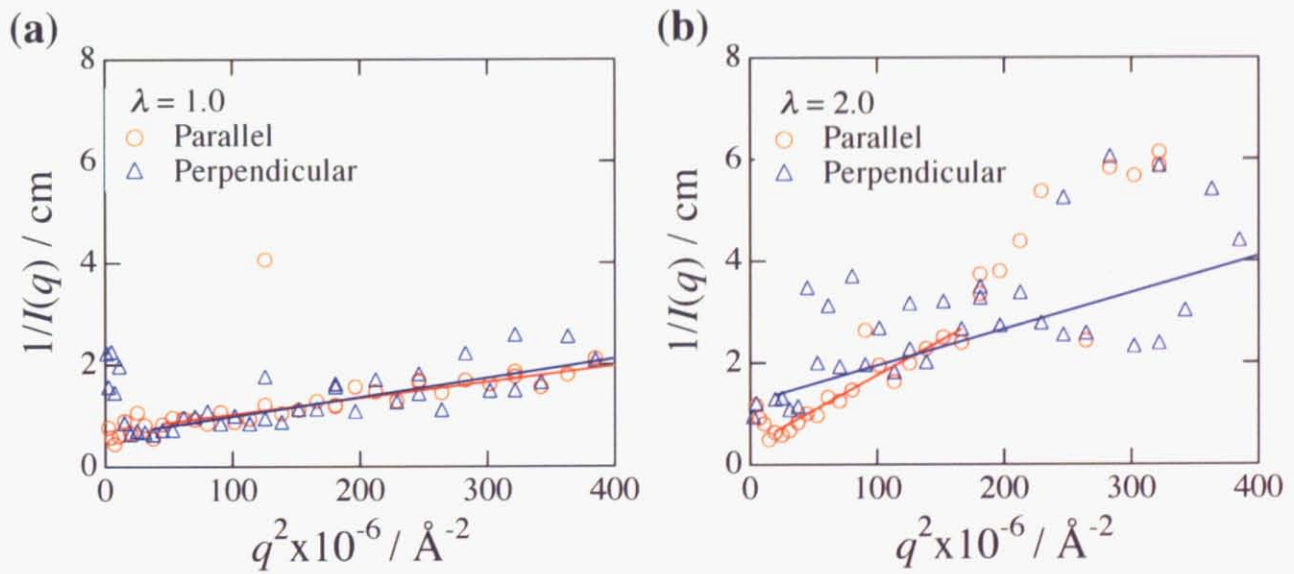 (a)
8
6
4
2
0
1/I(q) / cm
λ = 1.0
Parallel
Perpendicular
0 100 200 300 400
q²x10⁻⁶ / Å⁻²
(b)
8
6
4
2
0
1/I(q) / cm
λ = 2.0
Parallel
Perpendicular
0 100 200 300 400
q²x10⁻⁶ / Å⁻²